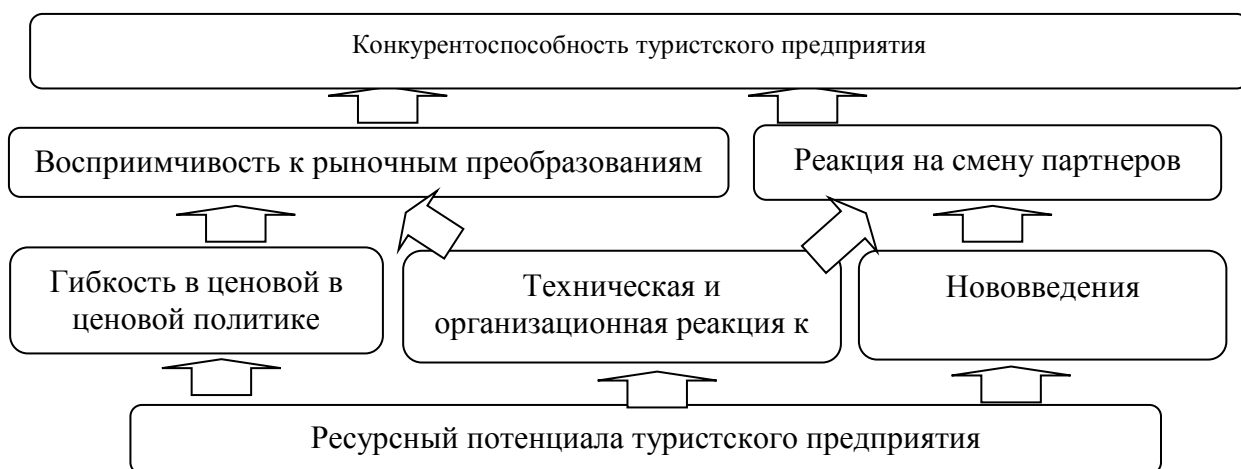 Конкурентоспособность туристского предприятия
Восприимчивость к рыночным преобразованиям
Реакция на смену партнеров
Гибкость в ценовой в
ценовой политике
Техническая и
организационная реакция к
Нововведения
Ресурсный потенциала туристского предприятия